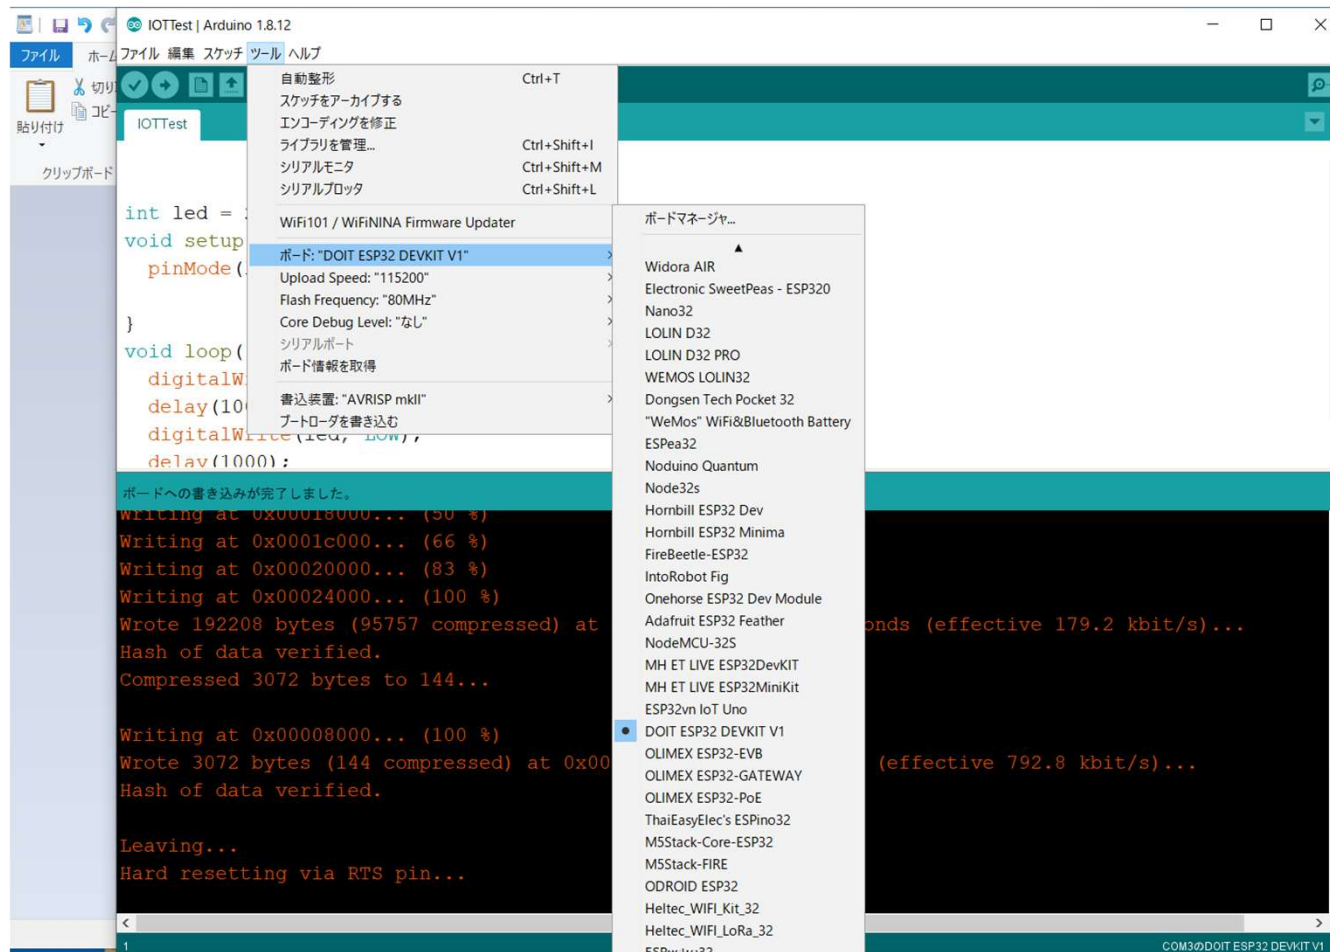 IOTTest | Arduino 1.8.12
ファイル
ホーム
ファイル 編集 スケッチ ツール ヘルプ
貼り付け
クリップボード
IOTTest
自動整形 Ctrl+T
スケッチをアーカイブする
エンコーディングを修正
ライブラリを管理... Ctrl+Shift+I
シリアルモニタ Ctrl+Shift+M
シリアルプロッタ Ctrl+Shift+L
WiFi101 / WiFiNINA Firmware Updater
ボード: "DOIT ESP32 DEVKIT V1"
Upload Speed: "115200"
Flash Frequency: "80MHz"
Core Debug Level: "なし"
シリアルポート
ボード情報を取得
書込装置: "AVRISP mkII"
ブートローダを書き込む
ボードマネージャ...
Widora AIR
Electronic SweetPeas - ESP320
Nano32
LOLIN D32
LOLIN D32 PRO
WEMOS LOLIN32
Dongsen Tech Pocket 32
"WeMos" WiFi&Bluetooth Battery
ESPea32
Noduino Quantum
Node32s
Hornbill ESP32 Dev
Hornbill ESP32 Minima
FireBeetle-ESP32
IntoRobot Fig
Onehorse ESP32 Dev Module
Adafruit ESP32 Feather
NodeMCU-32S
MH ET LIVE ESP32DevKIT
MH ET LIVE ESP32MiniKit
ESP32vn IoT Uno
DOIT ESP32 DEVKIT V1
OLIMEX ESP32-EVB
OLIMEX ESP32-GATEWAY
OLIMEX ESP32-PoE
ThaiEasyElec's ESPino32
M5Stack-Core-ESP32
M5Stack-FIRE
ODROID ESP32
Heltec_WIFI_Kit_32
Heltec_WIFI_LoRa_32
int led =
void setup
pinMode(
}
void loop(
digitalW
delay(10
digitalWrite(led, LOW);
delay(1000);
ボードへの書き込みが完了しました。
Writing at 0x00018000... (50 %)
Writing at 0x0001c000... (66 %)
Writing at 0x00020000... (83 %)
Writing at 0x00024000... (100 %)
Wrote 192208 bytes (95757 compressed) at onds (effective 179.2 kbit/s)...
Hash of data verified.
Compressed 3072 bytes to 144...
Writing at 0x00008000... (100 %)
Wrote 3072 bytes (144 compressed) at 0x00 (effective 792.8 kbit/s)...
Hash of data verified.
Leaving...
Hard resetting via RTS pin...
1
COM3のDOIT ESP32 DEVKIT V1